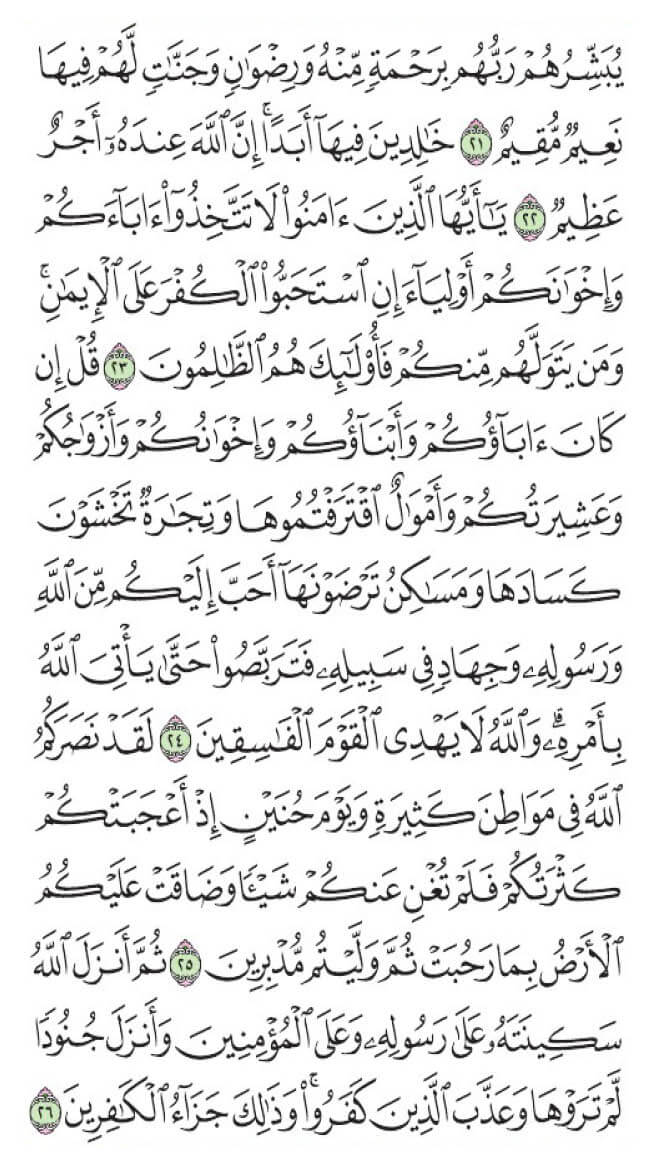 يُبَشِّرُهُمْ رَبُّهُم بِرَحْمَةٍ مِّنْهُ وَرِضْوَٰنٍ وَجَنَّٰتٍ لَّهُمْ فِيهَا
نَعِيمٌ مُّقِيمٌ ٢١ خَٰلِدِينَ فِيهَآ أَبَدًا ۚ إِنَّ ٱللَّهَ عِندَهُۥٓ أَجْرٌ
عَظِيمٌ ٢٢ يَٰٓأَيُّهَا ٱلَّذِينَ ءَامَنُوا۟ لَا تَتَّخِذُوٓا۟ ءَابَآءَكُمْ
وَإِخْوَٰنَكُمْ أَوْلِيَآءَ إِنِ ٱسْتَحَبُّوا۟ ٱلْكُفْرَ عَلَى ٱلْإِيمَٰنِ ۚ
وَمَن يَتَوَلَّهُم مِّنكُمْ فَأُو۟لَٰٓئِكَ هُمُ ٱلظَّٰلِمُونَ ٢٣ قُلْ إِن
كَانَ ءَابَآؤُكُمْ وَأَبْنَآؤُكُمْ وَإِخْوَٰنُكُمْ وَأَزْوَٰجُكُمْ
وَعَشِيرَتُكُمْ وَأَمْوَٰلٌ ٱقْتَرَفْتُمُوهَا وَتِجَٰرَةٌ تَخْشَوْنَ
كَسَادَهَا وَمَسَٰكِنُ تَرْضَوْنَهَآ أَحَبَّ إِلَيْكُم مِّنَ ٱللَّهِ
وَرَسُولِهِۦ وَجِهَادٍ فِى سَبِيلِهِۦ فَتَرَبَّصُوا۟ حَتَّىٰ يَأْتِىَ ٱللَّهُ
بِأَمْرِهِۦ ۗ وَٱللَّهُ لَا يَهْدِى ٱلْقَوْمَ ٱلْفَٰسِقِينَ ٢٤ لَقَدْ نَصَرَكُمُ
ٱللَّهُ فِى مَوَاطِنَ كَثِيرَةٍ وَيَوْمَ حُنَيْنٍ إِذْ أَعْجَبَتْكُمْ
كَثْرَتُكُمْ فَلَمْ تُغْنِ عَنكُمْ شَيْـًٔا وَضَاقَتْ عَلَيْكُمُ
ٱلْأَرْضُ بِمَا رَحُبَتْ ثُمَّ وَلَّيْتُم مُّدْبِرِينَ ٢٥ ثُمَّ أَنزَلَ ٱللَّهُ
سَكِينَتَهُۥ عَلَىٰ رَسُولِهِۦ وَعَلَى ٱلْمُؤْمِنِينَ وَأَنزَلَ جُنُودًا
لَّمْ تَرَوْهَا وَعَذَّبَ ٱلَّذِينَ كَفَرُوا۟ ۚ وَذَٰلِكَ جَزَآءُ ٱلْكَٰفِرِينَ ٢٦